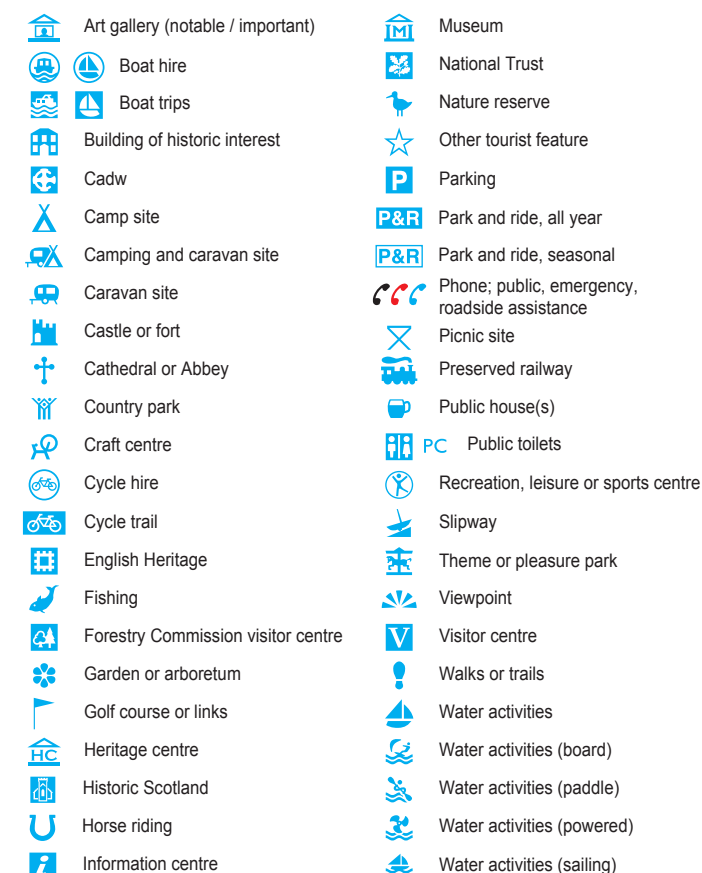 Art gallery (notable / important)
Boat hire
Boat trips
Building of historic interest
Cadw
Camp site
Camping and caravan site
Caravan site
Castle or fort
Cathedral or Abbey
Country park
Craft centre
Cycle hire
Cycle trail
English Heritage
Fishing
Forestry Commission visitor centre
Garden or arboretum
Golf course or links
HC Heritage centre
Historic Scotland
Horse riding
i Information centre
M Museum
National Trust
Nature reserve
Other tourist feature
P Parking
P&R Park and ride, all year
P&R Park and ride, seasonal
Phone; public, emergency,
roadside assistance
Picnic site
Preserved railway
Public house(s)
PC Public toilets
Recreation, leisure or sports centre
Slipway
Theme or pleasure park
Viewpoint
V Visitor centre
Walks or trails
Water activities
Water activities (board)
Water activities (paddle)
Water activities (powered)
Water activities (sailing)